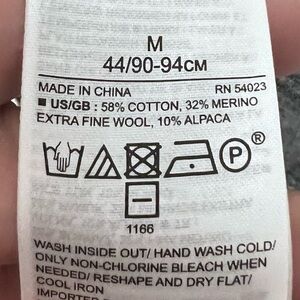 M
44/90-94CM
MADE IN CHINA RN 54023
■ US/GB : 58% COTTON, 32% MERINO
EXTRA FINE WOOL, 10% ALPACA
P®
1166
WASH INSIDE OUT/ HAND WASH COLD/
ONLY NON-CHLORINE BLEACH WHEN
NEEDED/ RESHAPE AND DRY FLAT/
COOL IRON
IMPORTED